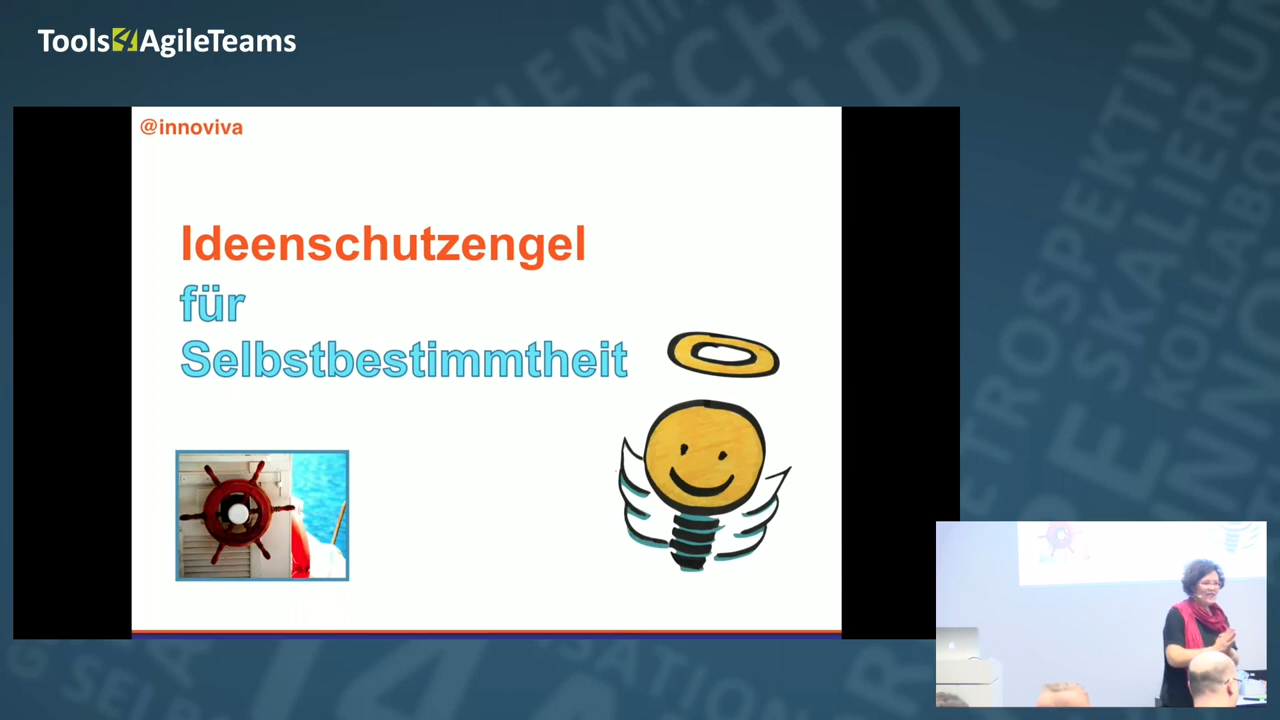 Tools4AgileTeams
@innoviva
Ideenschutzengel
für
Selbstbestimmtheit